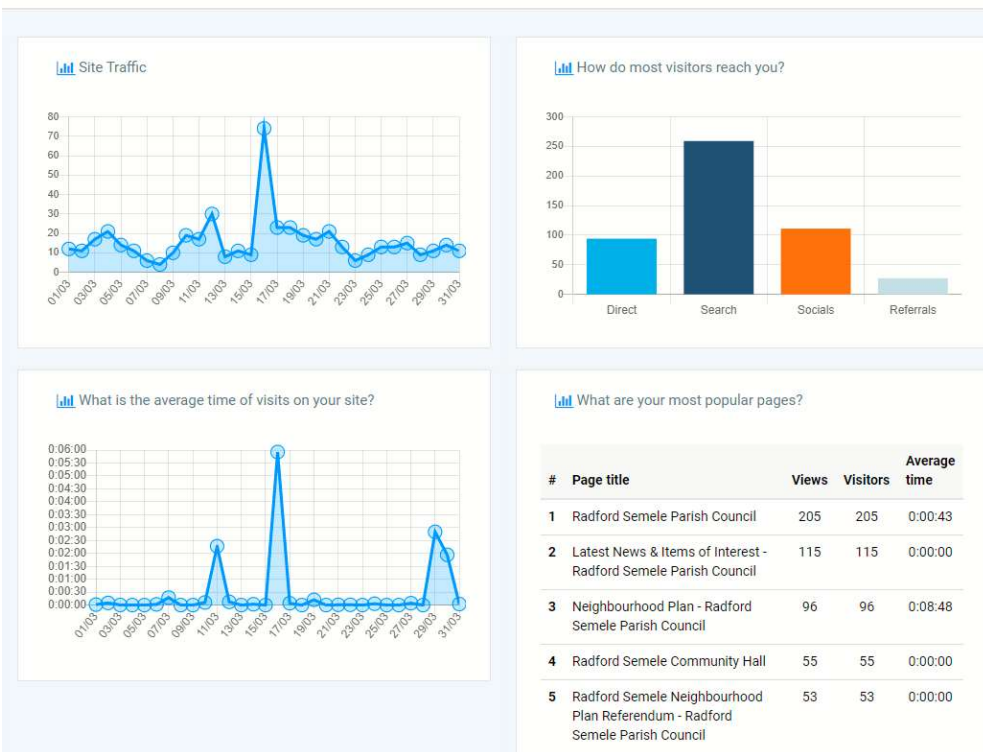 Site Traffic
80
70
60
50
40
30
20
10
0
01/03 03/03 05/03 07/03 09/03 11/03 13/03 15/03 17/03 19/03 21/03 23/03 25/03 27/03 29/03 31/03
How do most visitors reach you?
300
250
200
150
100
50
0
Direct Search Socials Referrals
What is the average time of visits on your site?
0:06:00
0:05:30
0:05:00
0:04:30
0:04:00
0:03:30
0:03:00
0:02:30
0:02:00
0:01:30
0:01:00
0:00:30
0:00:00
01/03 03/03 05/03 07/03 09/03 11/03 13/03 15/03 17/03 19/03 21/03 23/03 25/03 27/03 29/03 31/03
What are your most popular pages?
Average
# Page title Views Visitors time
1 Radford Semele Parish Council 205 205 0:00:43
2 Latest News & Items of Interest - 115 115 0:00:00
Radford Semele Parish Council
3 Neighbourhood Plan - Radford 96 96 0:08:48
Semele Parish Council
4 Radford Semele Community Hall 55 55 0:00:00
5 Radford Semele Neighbourhood 53 53 0:00:00
Plan Referendum - Radford
Semele Parish Council